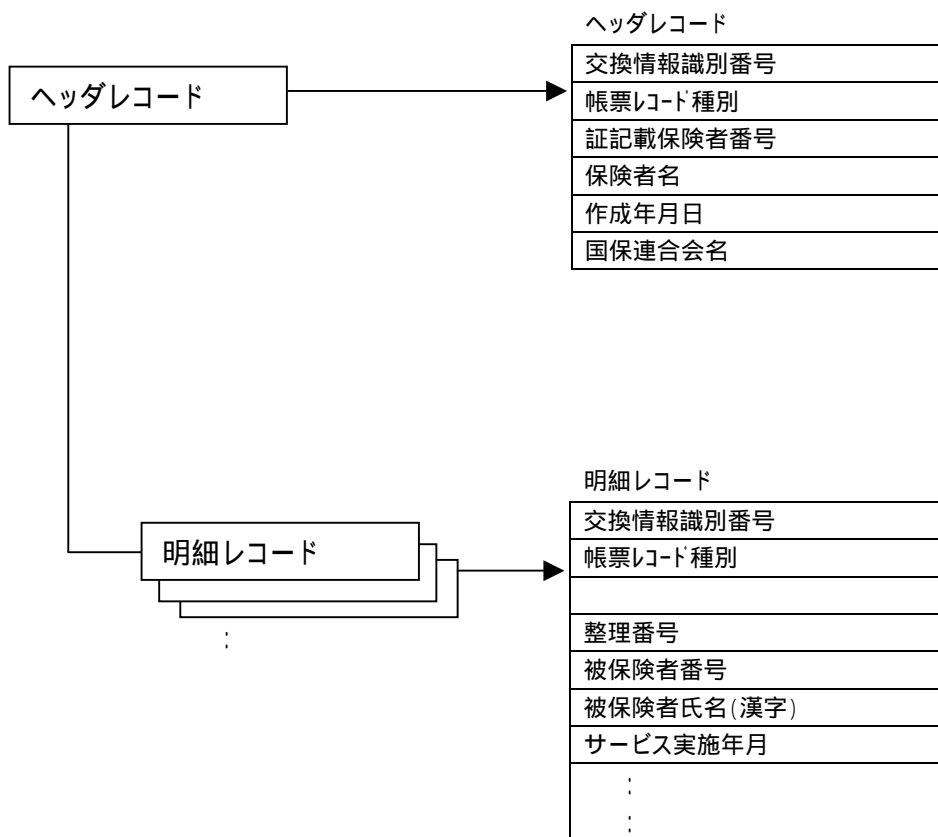 ヘッダレコード
ヘッダレコード
交換情報識別番号
帳票ﾚｺｰﾄﾞ種別
証記載保険者番号
保険者名
作成年月日
国保連合会名
明細レコード
:
明細レコード
交換情報識別番号
帳票ﾚｺｰﾄﾞ種別
整理番号
被保険者番号
被保険者氏名(漢字)
サービス実施年月
:
: